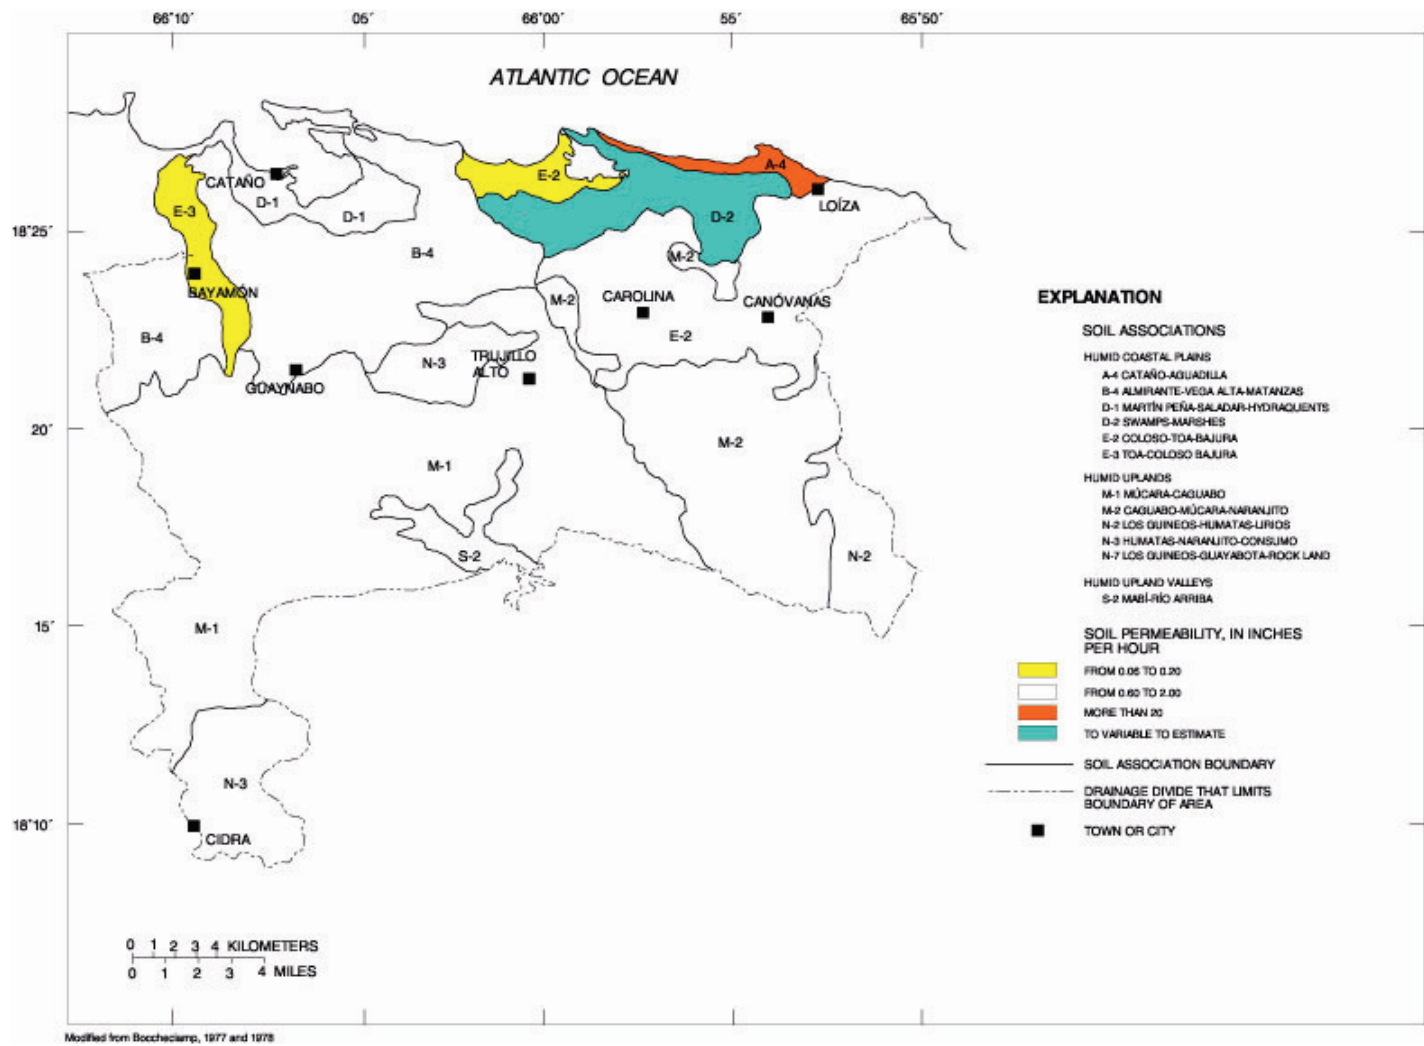 66°10′ 05′ 66°00′ 55′ 65°50′
ATLANTIC OCEAN
A-4
E-2
CATAÑO
D-1
D-1
E-3
D-2
LOÍZA
18°25′
B-4
M-2
BAYAMÓN
M-2
CAROLINA
CANÓVANAS
B-4
E-2
N-3
TRUJILLO
ALTO
GUAYNABO
20′
M-2
M-1
S-2
N-2
15′
M-1
N-3
18°10′
CIDRA
EXPLANATION
SOIL ASSOCIATIONS
HUMID COASTAL PLAINS
A-4 CATAÑO-AGUADILLA
B-4 ALMIRANTE-VEGA ALTA-MATANZAS
D-1 MARTÍN PEÑA-SALADAR-HYDRAQUENTS
D-2 SWAMPS-MARSHES
E-2 COLOSO-TOA-BAJURA
E-3 TOA-COLOSO BAJURA
HUMID UPLANDS
M-1 MÚCARA-CAGUABO
M-2 CAGUABO-MÚCARA-NARANJITO
N-2 LOS GUINEOS-HUMATAS-LIRIOS
N-3 HUMATAS-NARANJITO-CONSUMO
N-7 LOS GUINEOS-GUAYABOTA-ROCK LAND
HUMID UPLAND VALLEYS
S-2 MABÍ-RÍO ARRIBA
SOIL PERMEABILITY, IN INCHES
PER HOUR
FROM 0.06 TO 0.20
FROM 0.60 TO 2.00
MORE THAN 20
TO VARIABLE TO ESTIMATE
SOIL ASSOCIATION BOUNDARY
DRAINAGE DIVIDE THAT LIMITS
BOUNDARY OF AREA
TOWN OR CITY
0 1 2 3 4 KILOMETERS
0 1 2 3 4 MILES
Modified from Boccheciamp, 1977 and 1978